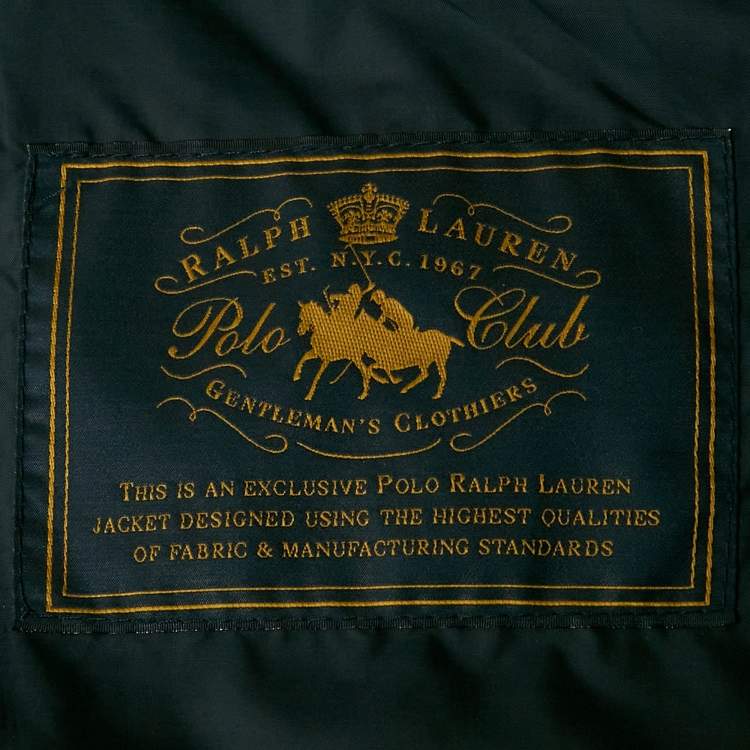 RALPH LAUREN
EST. N.Y.C. 1967
Polo Club
GENTLEMAN'S CLOTHIERS
THIS IS AN EXCLUSIVE POLO RALPH LAUREN
JACKET DESIGNED USING THE HIGHEST QUALITIES
OF FABRIC & MANUFACTURING STANDARDS